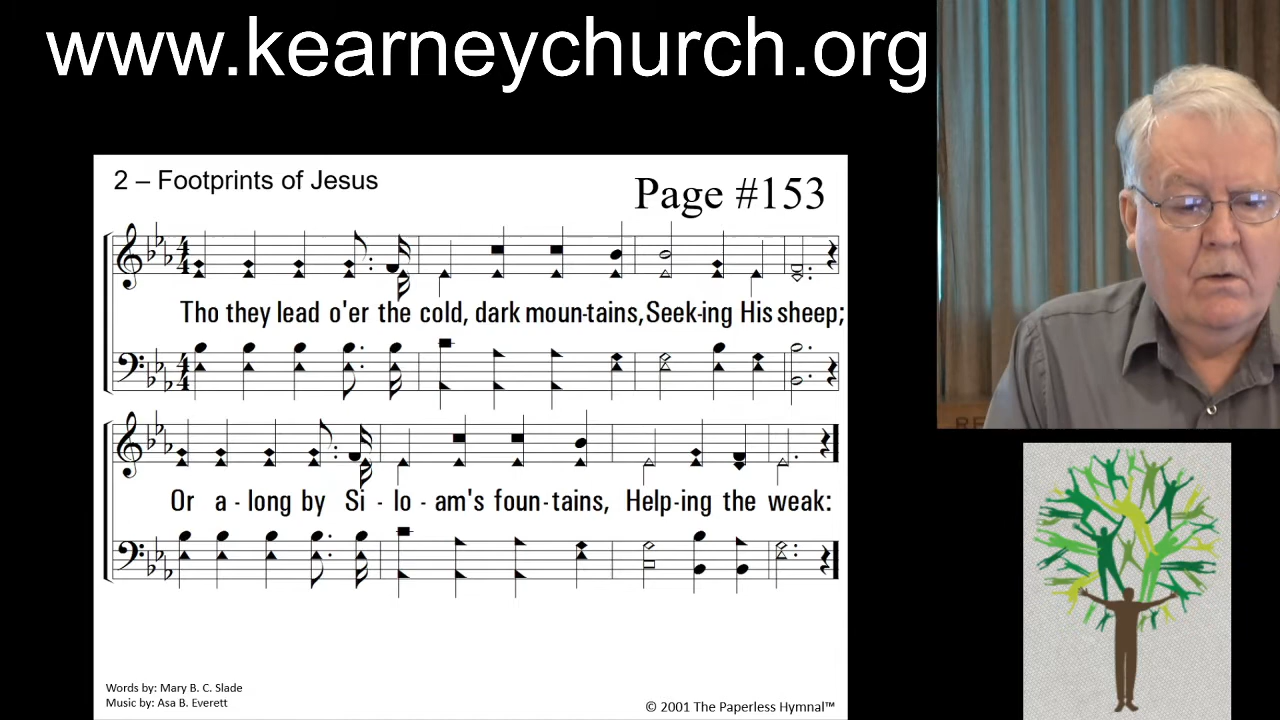 www.kearneychurch.org
2 – Footprints of Jesus
Page #153
Tho they lead o'er the cold, dark moun-tains, Seek-ing His sheep;
Or a - long by Si - lo - am's foun-tains, Help-ing the weak:
Words by: Mary B. C. Slade
Music by: Asa B. Everett
© 2001 The Paperless Hymnal™